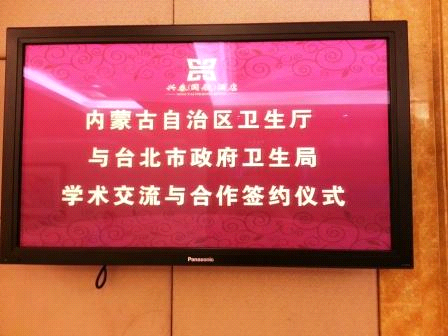 兴泰国际酒店
内蒙古自治区卫生厅
与台北市政府卫生局
学术交流与合作签约仪式
Panasonic